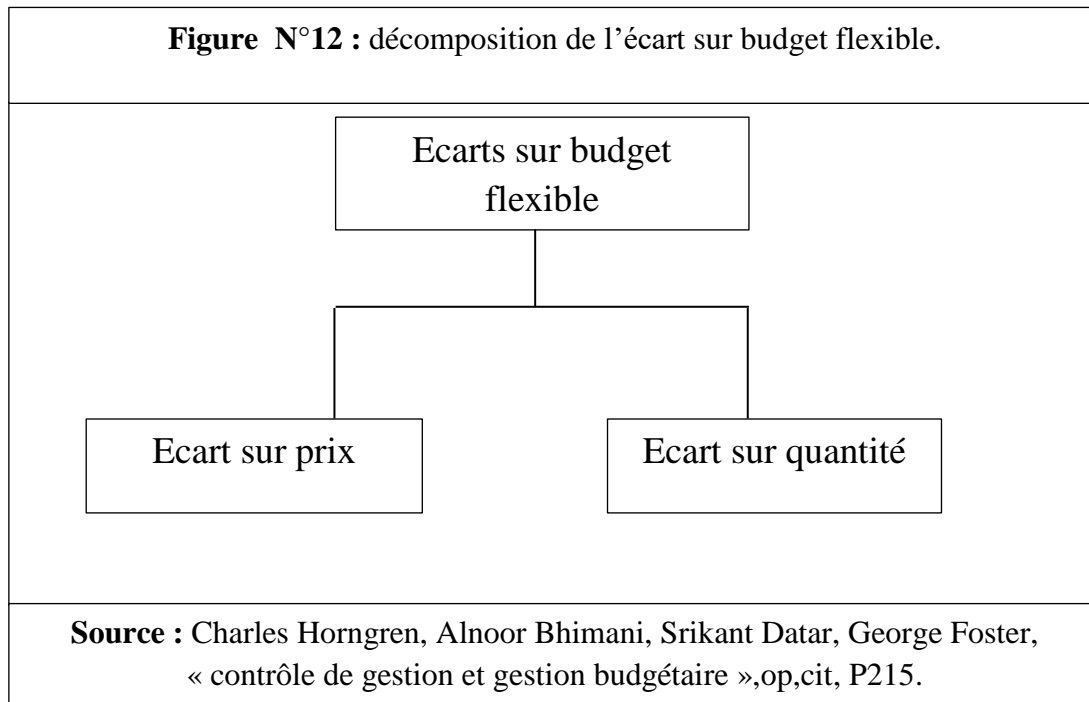 Figure N°12 : décomposition de l’écart sur budget flexible.
Ecarts sur budget
flexible
Ecart sur prix
Ecart sur quantité
Source : Charles Horngren, Alnoor Bhimani, Srikant Datar, George Foster,
« contrôle de gestion et gestion budgétaire »,op,cit, P215.